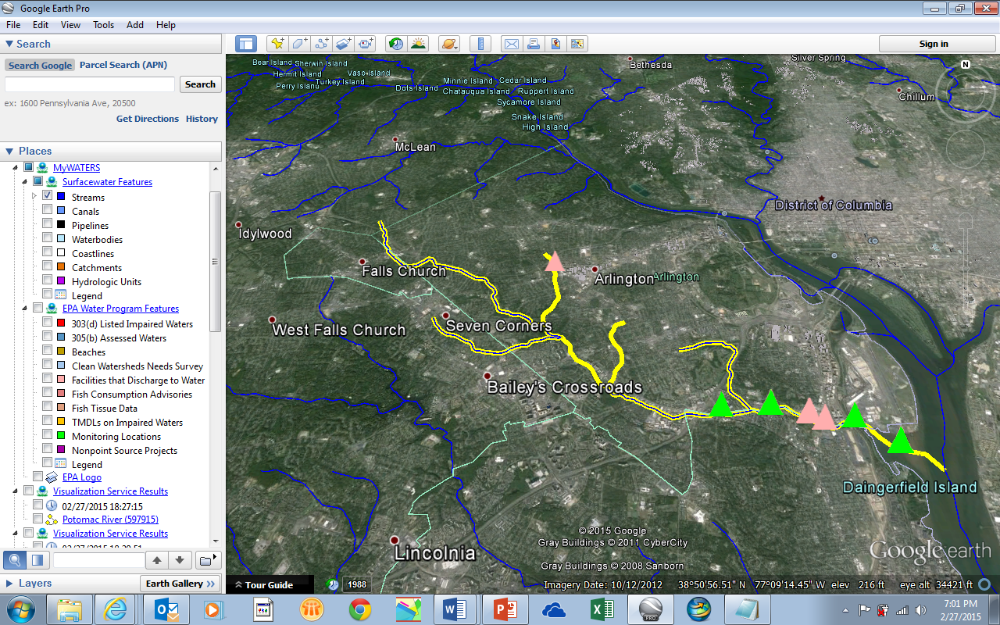 Google Earth Pro
File Edit View Tools Add Help
Search
Search Google Parcel Search (APN)
Search
ex: 1600 Pennsylvania Ave, 20500
Get Directions History
Places
MyWATERS
Surfacewater Features
Streams
Canals
Pipelines
Waterbodies
Coastlines
Catchments
Hydrologic Units
Legend
EPA Water Program Features
303(d) Listed Impaired Waters
305(b) Assessed Waters
Beaches
Clean Watersheds Needs Survey
Facilities that Discharge to Water
Fish Consumption Advisories
Fish Tissue Data
TMDLs on Impaired Waters
Monitoring Locations
Nonpoint Source Projects
Legend
EPA Logo
Visualization Service Results
02/27/2015 18:27:15
Potomac River (597915)
Visualization Service Results
Layers
Earth Gallery >>
Sign in
N
Bear Island Sherwin Island
Hermit Island Vaso Island
Perry Island Turkey Island
Dots Island
Minnie Island Cedar Island
Chatauqua Island Ruppert Island
Sycamore Island
Snake Island
High Island
Bethesda
Silver Spring
Chillum
McLean
District of Columbia
Idylwood
Falls Church
Arlington Arlington
West Falls Church
Seven Corners
Bailey's Crossroads
Daingerfield Island
Lincolnia
© 2015 Google
Gray Buildings © 2011 CyberCity
Gray Buildings © 2008 Sanborn
Google earth
Tour Guide
1988
Imagery Date: 10/12/2012 38°50'56.51" N 77°09'14.45" W elev 216 ft eye alt 34421 ft
PRO
7:01 PM
2/27/2015